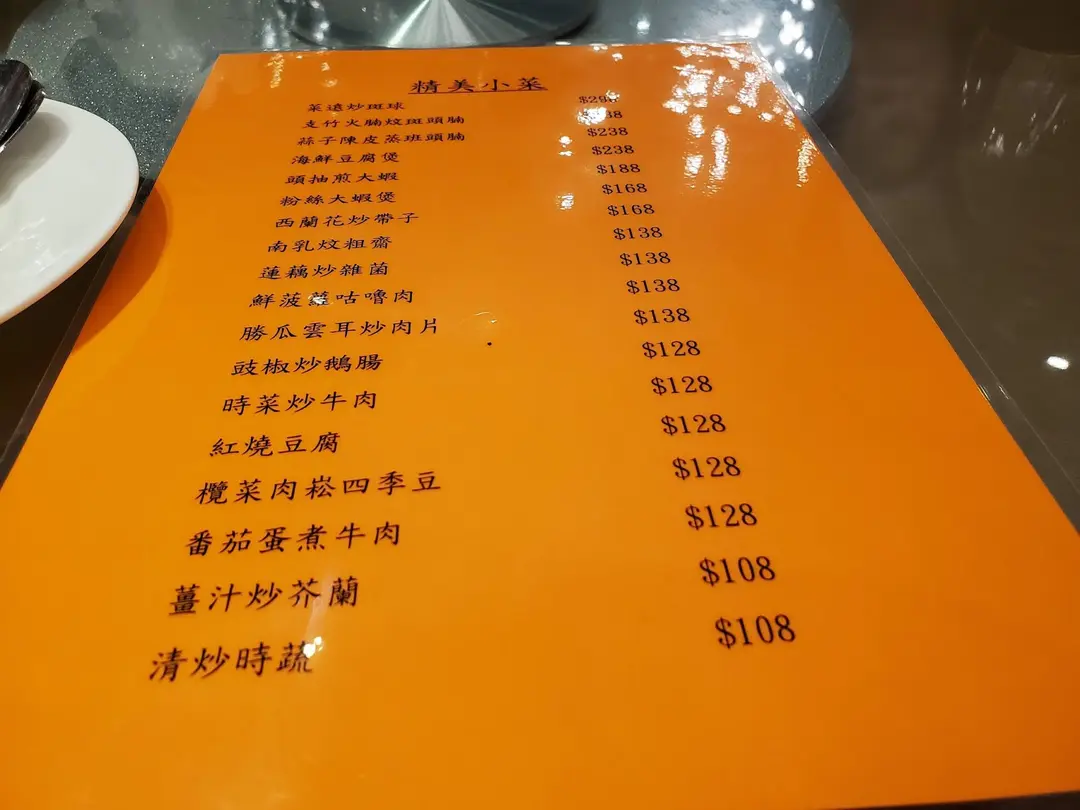 精美小菜
菜遠炒斑球
支竹火腩炆斑頭腩
絲子陳皮蒸班頭腩 $238
海鮮豆腐煲 $238
頭抽煎大蝦 $188
粉絲大蝦煲 $168
西蘭花炒帶子 $168
南乳炆粗齋 $138
蓮藕炒雜菌 $138
鮮菠蘿咕嚕肉 $138
勝瓜雲耳炒肉片 $138
豉椒炒鵝腸 $128
時菜炒牛肉 $128
紅燒豆腐 $128
欖菜肉崧四季豆 $128
番茄蛋煮牛肉 $128
薑汁炒芥蘭 $108
清炒時蔬 $108